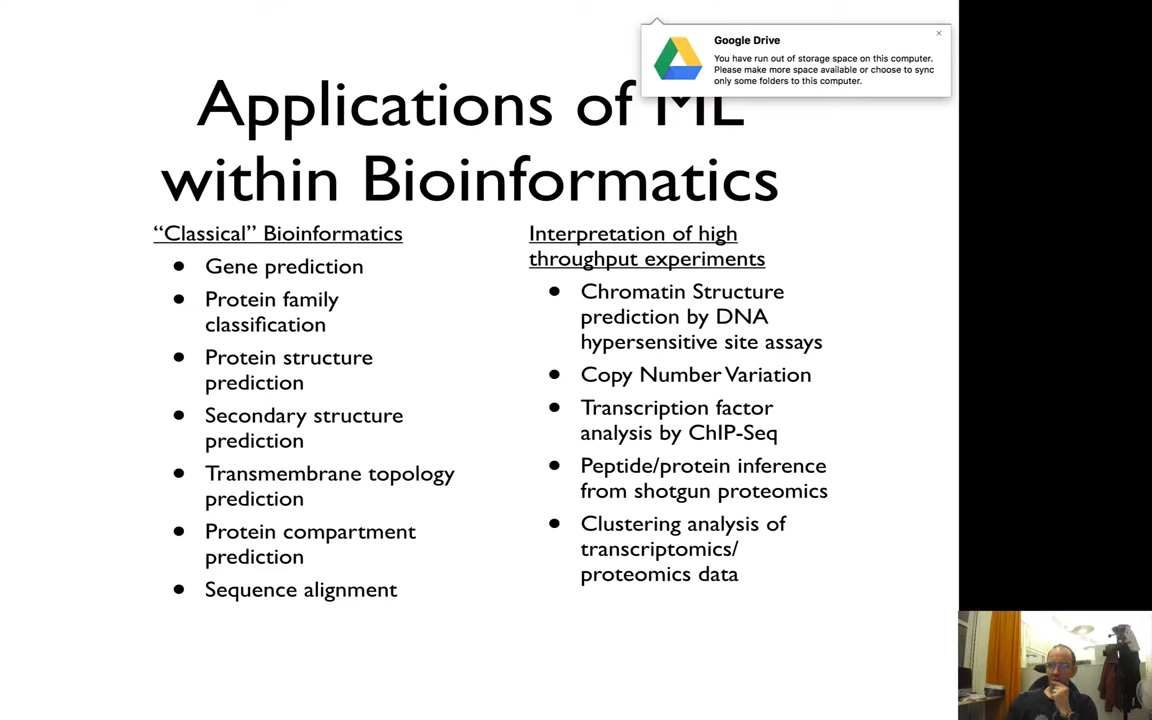 Google Drive
You have run out of storage space on this computer.
Please make more space available or choose to sync
only some folders to this computer.
Applications of ML
within Bioinformatics
“Classical” Bioinformatics
• Gene prediction
• Protein family
classification
• Protein structure
prediction
• Secondary structure
prediction
• Transmembrane topology
prediction
• Protein compartment
prediction
• Sequence alignment
Interpretation of high
throughput experiments
• Chromatin Structure
prediction by DNA
hypersensitive site assays
• Copy Number Variation
• Transcription factor
analysis by ChIP-Seq
• Peptide/protein inference
from shotgun proteomics
• Clustering analysis of
transcriptomics/
proteomics data